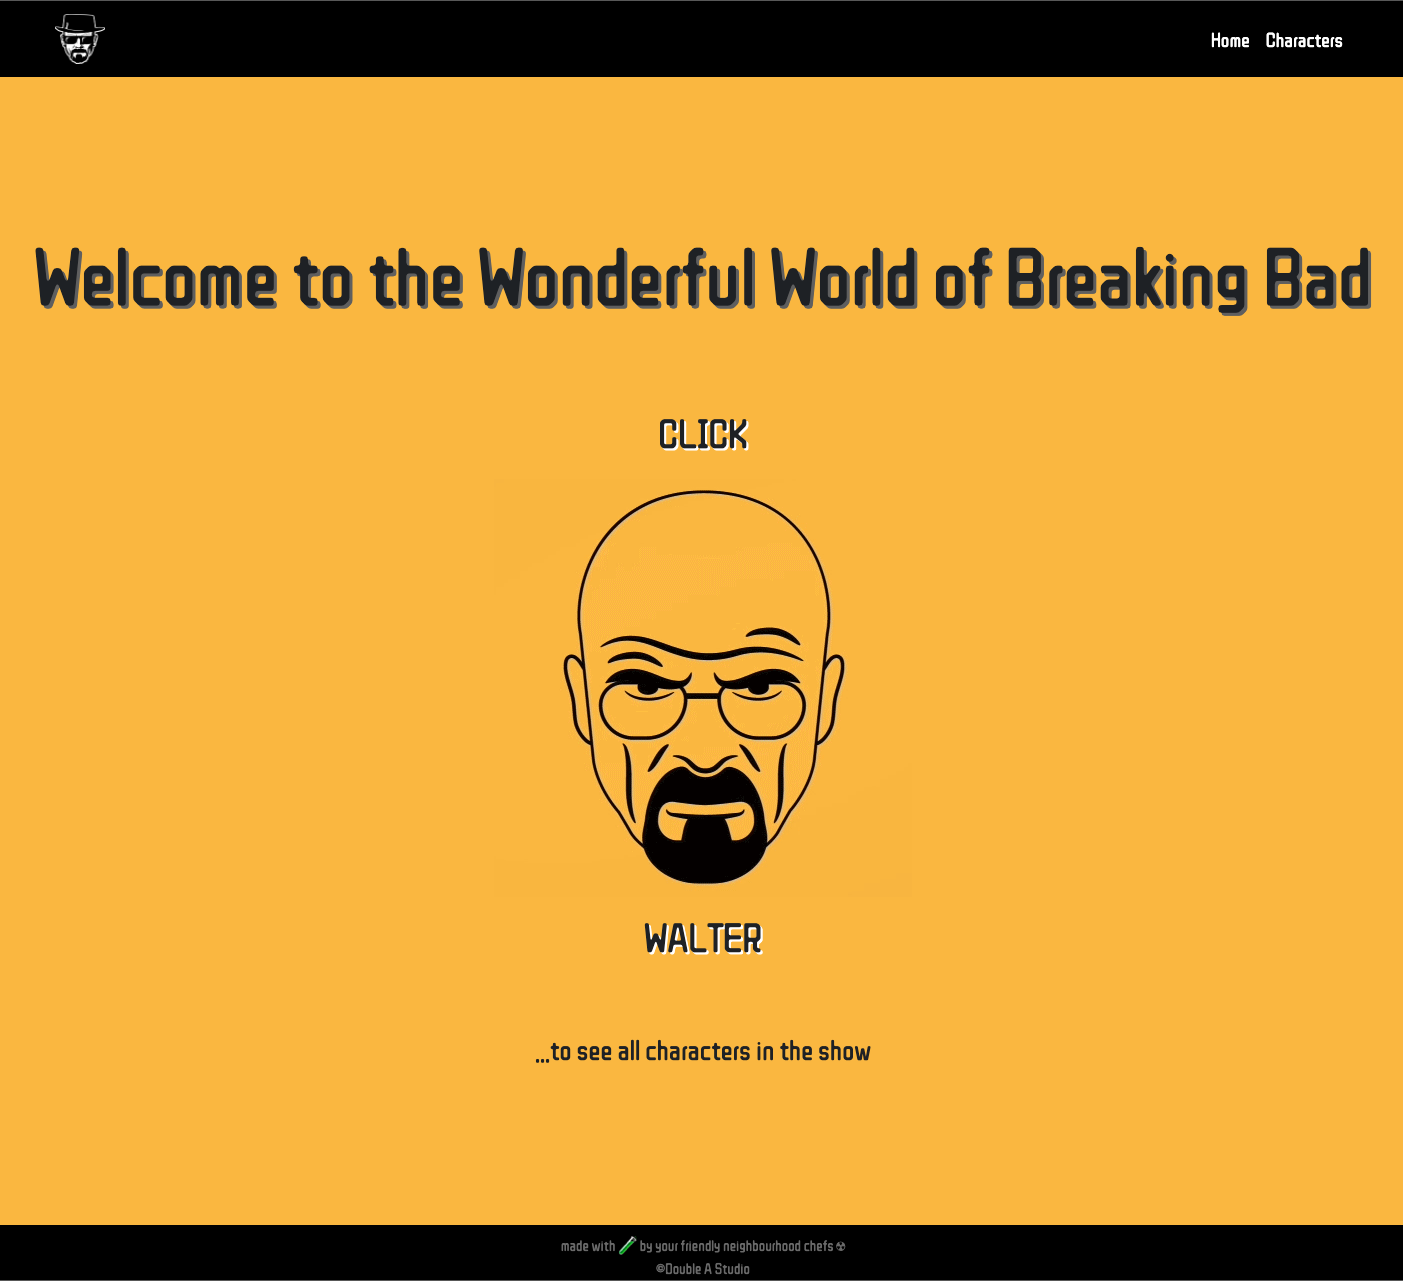 Home Characters
Welcome to the Wonderful World of Breaking Bad
CLICK
WALTER
...to see all characters in the show
made with 🧪 by your friendly neighbourhood chefs ☢
©Double A Studio